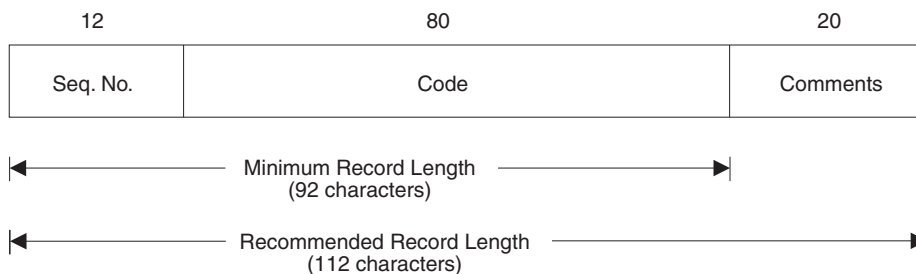 12 80 20
Seq. No. Code Comments
Minimum Record Length
(92 characters)
Recommended Record Length
(112 characters)